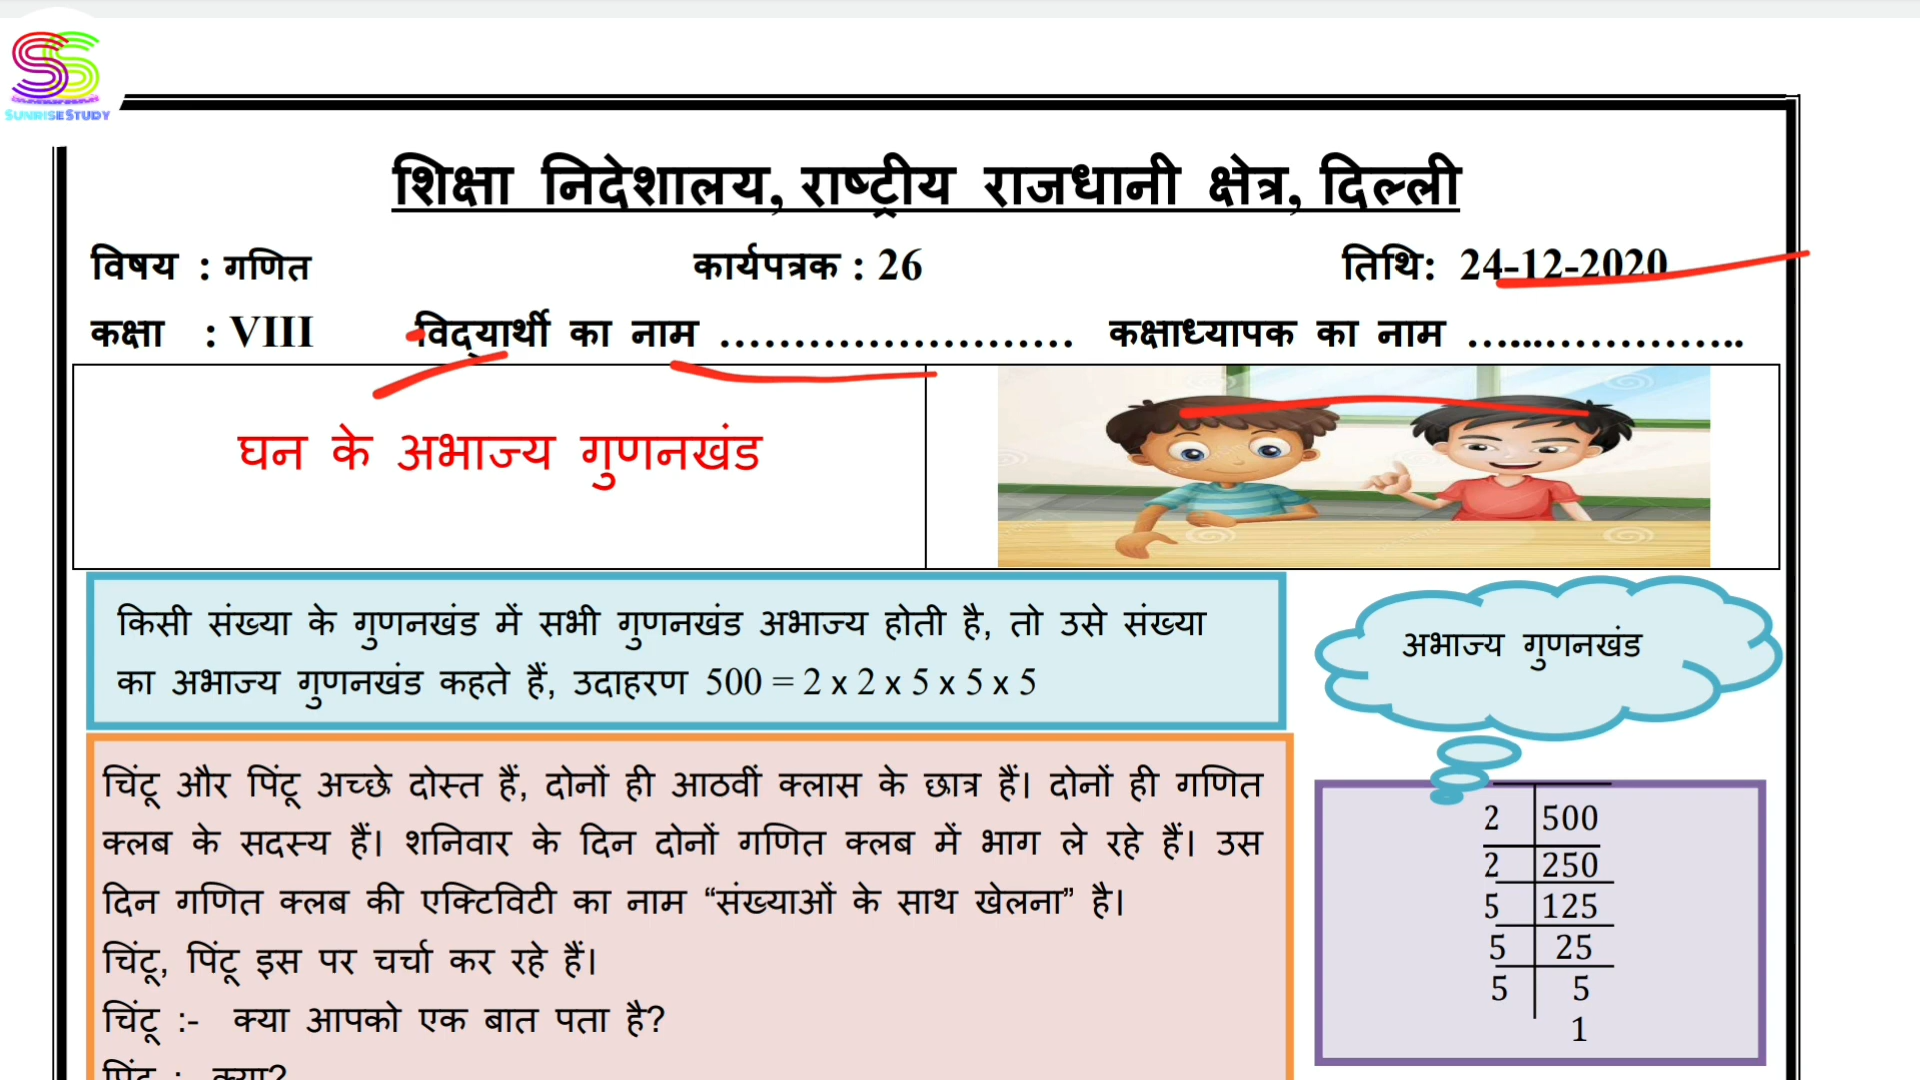 SS
SUNRISESTUDY
शिक्षा निदेशालय, राष्ट्रीय राजधानी क्षेत्र, दिल्ली
विषय : गणित कार्यपत्रक : 26 तिथि: 24-12-2020
कक्षा : VIII विद्यार्थी का नाम …………………… कक्षाध्यापक का नाम …...…………..
घन के अभाज्य गुणनखंड
किसी संख्या के गुणनखंड में सभी गुणनखंड अभाज्य होती है, तो उसे संख्या
का अभाज्य गुणनखंड कहते हैं, उदाहरण 500 = 2 x 2 x 5 x 5 x 5
अभाज्य गुणनखंड
चिंटू और पिंटू अच्छे दोस्त हैं, दोनों ही आठवीं क्लास के छात्र हैं। दोनों ही गणित
क्लब के सदस्य हैं। शनिवार के दिन दोनों गणित क्लब में भाग ले रहे हैं। उस
दिन गणित क्लब की एक्टिविटी का नाम “संख्याओं के साथ खेलना” है।
चिंटू, पिंटू इस पर चर्चा कर रहे हैं।
चिंटू :- क्या आपको एक बात पता है?
2 500
2 250
5 125
5 25
5 5
1